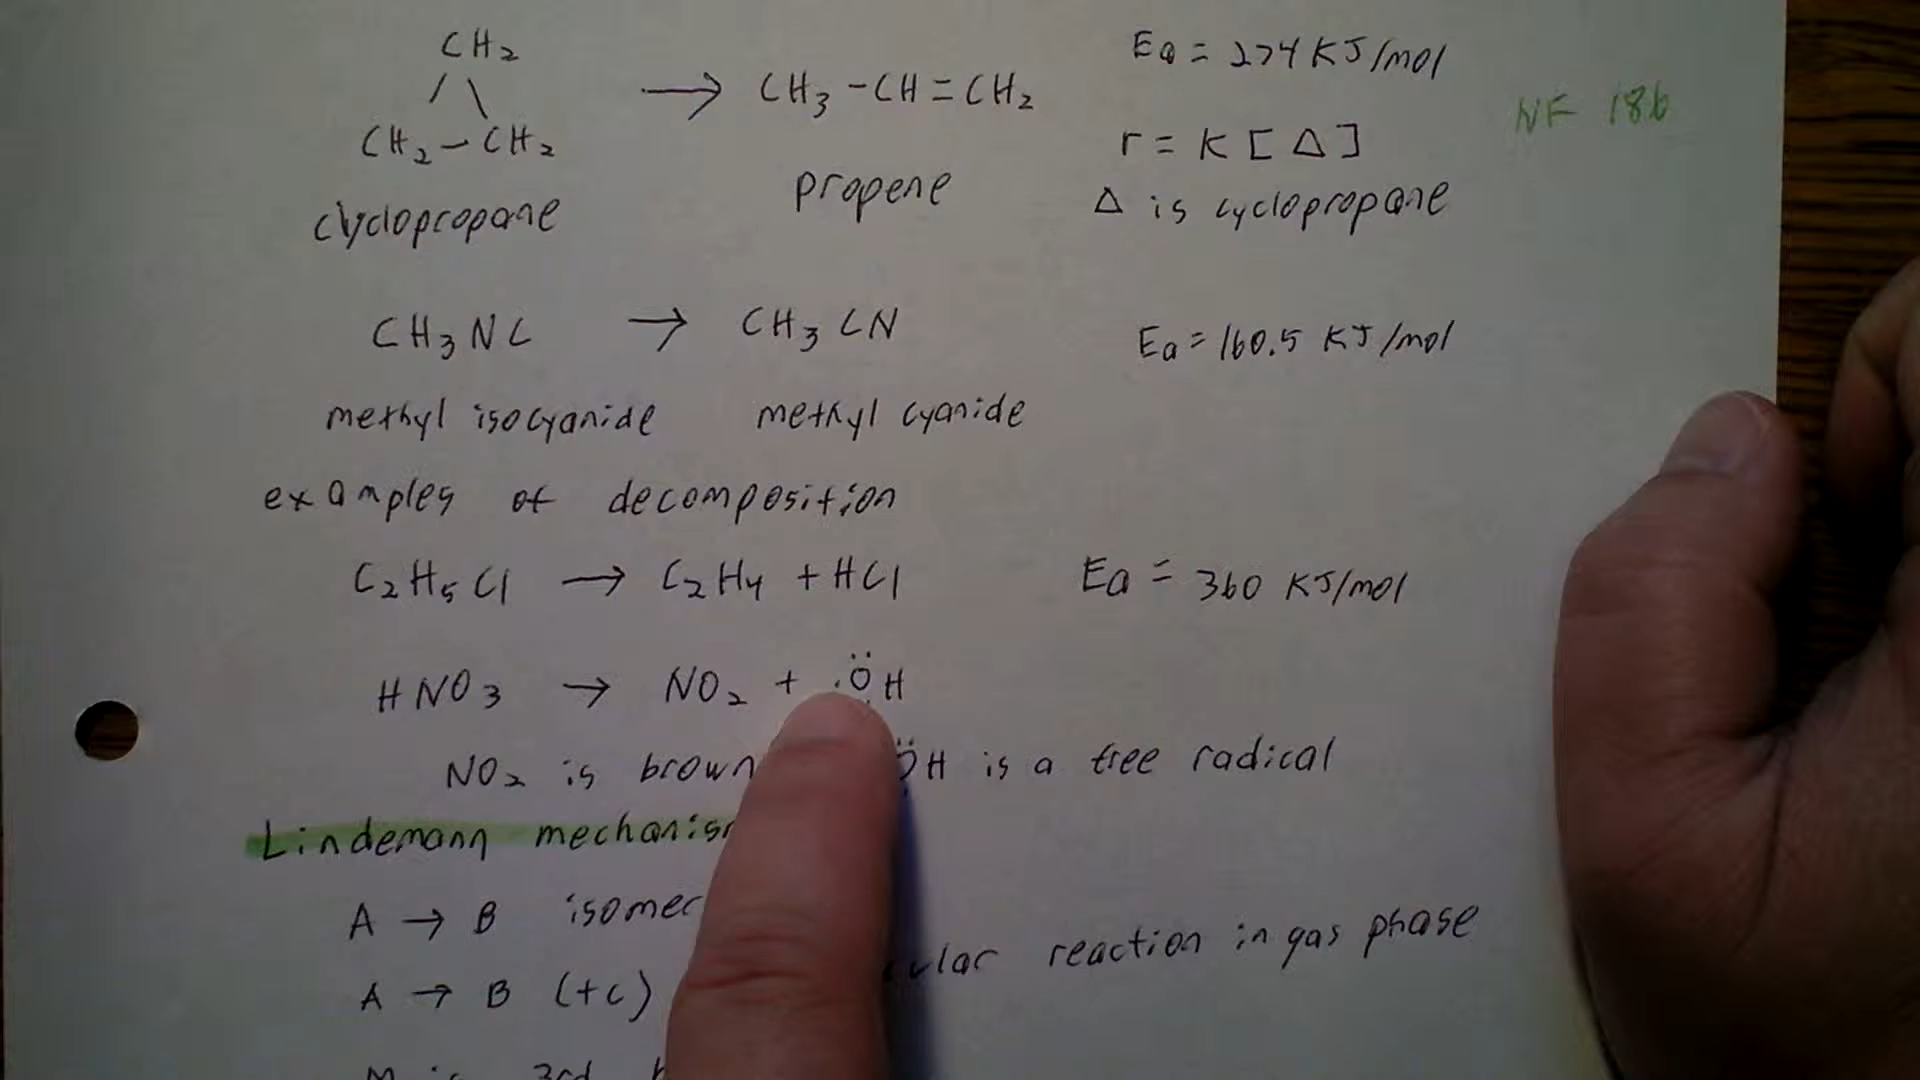 CH2
/ \
CH2 - CH2 → CH3 - CH = CH2
Ea = 274 KJ/mol
NF 186
r = K [ Δ ]
cyclopropane propene
Δ is cyclopropane
CH3NC → CH3CN Ea = 160.5 KJ/mol
methyl isocyanide methyl cyanide
examples of decomposition
C2H5Cl → C2H4 + HCl Ea = 360 KJ/mol
HNO3 → NO2 + ·ÖH
NO2 is brown ÖH is a free radical
Lindemann
A → B
A → B (+c) reaction in gas phase
3rd